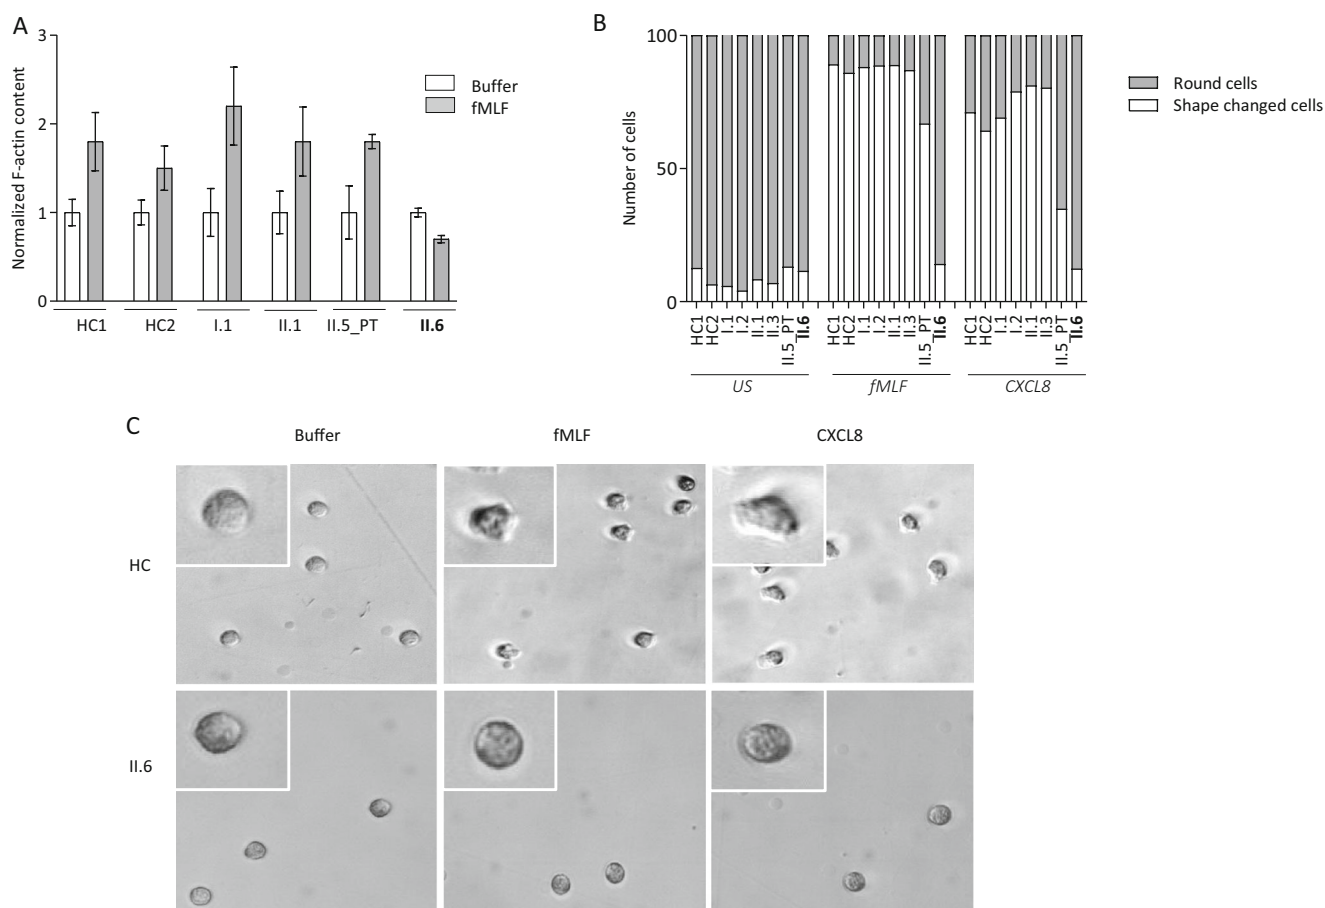 A
Normalized F-actin content
3
2
1
0
Buffer
fMLF
HC1 HC2 I.1 II.1 II.5_PT II.6
B
Number of cells
100
50
0
Round cells
Shape changed cells
HC1 HC2 I.1 I.2 II.1 II.3 II.5_PT II.6 HC1 HC2 I.1 I.2 II.1 II.3 II.5_PT II.6 HC1 HC2 I.1 I.2 II.1 II.3 II.5_PT II.6
US fMLF CXCL8
C
Buffer fMLF CXCL8
HC
II.6